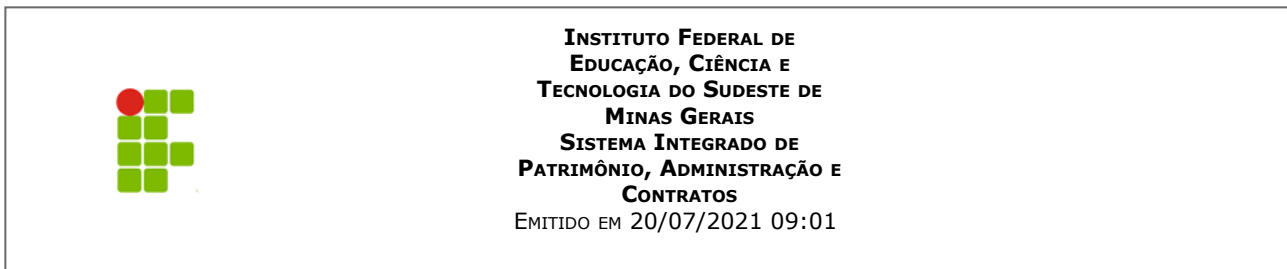 INSTITUTO FEDERAL DE
EDUCAÇÃO, CIÊNCIA E
TECNOLOGIA DO SUDESTE DE
MINAS GERAIS
SISTEMA INTEGRADO DE
PATRIMÔNIO, ADMINISTRAÇÃO E
CONTRATOS
EMITIDO EM 20/07/2021 09:01